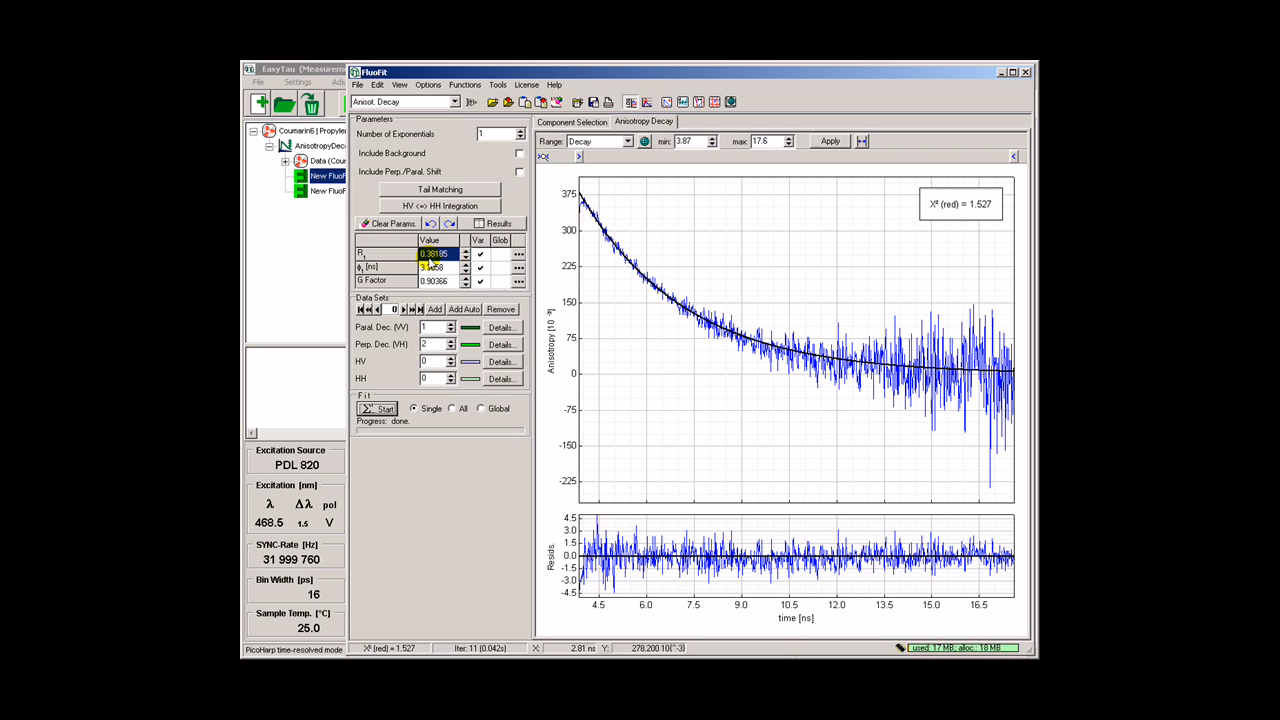 EasyTau (Measurem
File Settings Adj
Coumarin6 | Propyler
AnisotropyDeca
Data (Cou
New FluoF
New FluoF
Excitation Source
PDL 820
Excitation [nm]
λ Δλ pol
468.5 1.5 V
SYNC-Rate [Hz]
31 999 760
Bin Width [ps]
16
Sample Temp. [°C]
25.0
PicoHarp time-resolved mode
FluoFit
File Edit View Options Functions Tools License Help
Anisot. Decay
Parameters
Number of Exponentials 1
Include Background
Include Perp./Paral. Shift
Tail Matching
HV <=> HH Integration
Clear Params. Results
Value Var Glob
R1 0.38185
ϕ1 [ns]
G Factor 0.90366
Data Sets
0 Add Add Auto Remove
Paral. Dec. (VV) 1 Details...
Perp. Dec. (VH) 2 Details...
HV 0 Details...
HH 0 Details...
Fit
Σ Start Single All Global
Progress: done.
Component Selection Anisotropy Decay
Range: Decay min: 3.87 max: 17.6 Apply
X² (red) = 1.527
375
300
225
150
75
0
-75
-150
-225
Anisotropy [10⁻³]
4.5
3.0
1.5
0.0
-1.5
-3.0
-4.5
Resids.
4.5 6.0 7.5 9.0 10.5 12.0 13.5 15.0 16.5
time [ns]
X² (red) = 1.527 Iter: 11 (0.042s) X: 2.81 ns Y: 278.200 10(^-3) used: 17 MB; alloc.: 18 MB